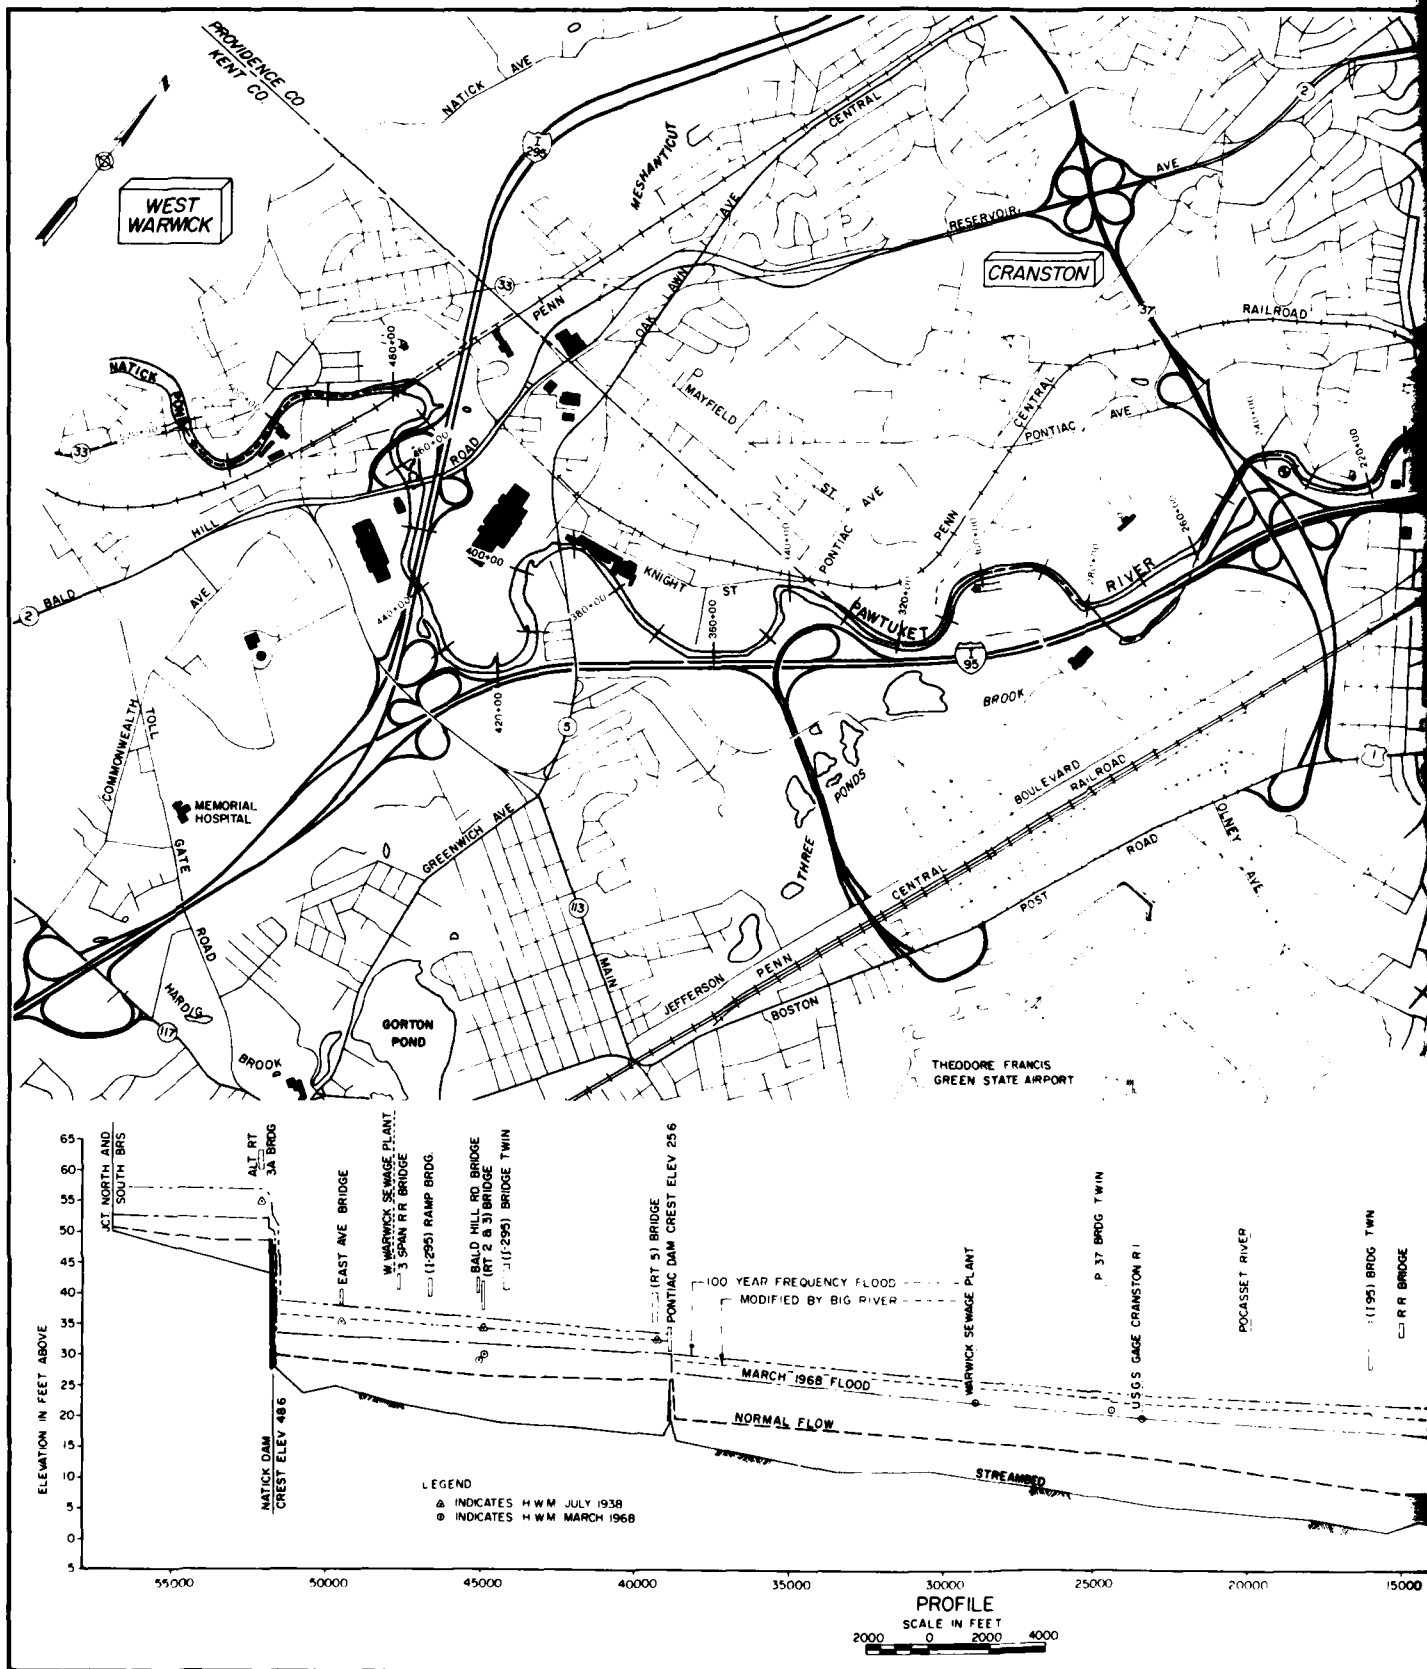 PROVIDENCE CO
KENT CO.
NATICK AVE
I
295
WEST
WARWICK
MESHANTICUT
CENTRAL
2
AVE
RESERVOIR
AVE
CRANSTON
33
PENN
OAK
LAWN
37
RAILROAD
480+00
NATICK
POND
MAYFIELD
CENTRAL
PONTIAC AVE
33
460+00
ROAD
240+00
220+00
HILL
ST.
PONTIAC AVE
PENN
260+00
400+00
KNIGHT
ST
RIVER
BALD
2
AVE
440+00
380+00
360+00
320+00
PAWTUXET
I
95
420+00
5
BROOK
COMMONWEALTH
TOLL
1
PONDS
BOULEVARD
RAILROAD
MEMORIAL
HOSPITAL
GATE
GREENWICH AVE
THREE
OLNEY
AVE
ROAD
CENTRAL
POST
ROAD
113
MAIN
HARDIG
JEFFERSON
PENN
BOSTON
117
GORTON
POND
BROOK
THEODORE FRANCIS
GREEN STATE AIRPORT
JCT NORTH AND
SOUTH BRS
ALT RT
3A BRDG
EAST AVE BRIDGE
W. WARWICK SEWAGE PLANT
3 SPAN RR BRIDGE
(I-295) RAMP BRDG.
BALD HILL RD. BRIDGE
(RT 2 & 3) BRIDGE
(I-295) BRIDGE TWIN
(RT 5) BRIDGE
PONTIAC DAM CREST ELEV 256
WARWICK SEWAGE PLANT
P 37 BRDG TWIN
USGS GAGE CRANSTON R I
POCASSET RIVER
(I 95) BRDG TWN
R R BRIDGE
ELEVATION IN FEET ABOVE
65
60
55
50
45
40
35
30
25
20
15
10
5
0
5
100 YEAR FREQUENCY FLOOD
MODIFIED BY BIG RIVER
MARCH 1968 FLOOD
NORMAL FLOW
STREAMBED
NATICK DAM
CREST ELEV 486
LEGEND
INDICATES H W M JULY 1938
INDICATES H W M MARCH 1968
55000 50000 45000 40000 35000 30000 25000 20000 15000
PROFILE
SCALE IN FEET
2000 0 2000 4000